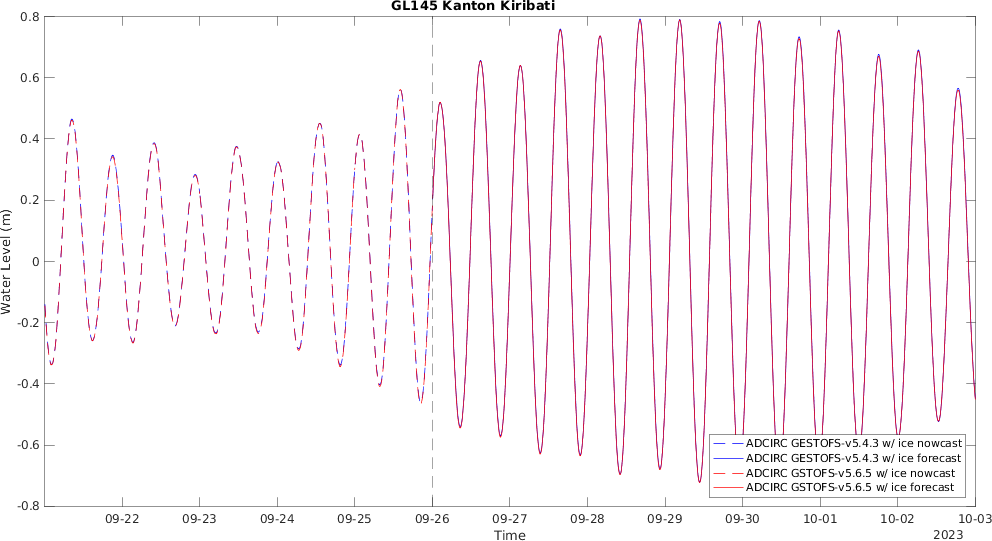 GL145 Kanton Kiribati
Water Level (m)
0.8
0.6
0.4
0.2
0
-0.2
-0.4
-0.6
-0.8
ADCIRC GESTOFS-v5.4.3 w/ ice nowcast
ADCIRC GESTOFS-v5.4.3 w/ ice forecast
ADCIRC GSTOFS-v5.6.5 w/ ice nowcast
ADCIRC GSTOFS-v5.6.5 w/ ice forecast
09-22 09-23 09-24 09-25 09-26 09-27 09-28 09-29 09-30 10-01 10-02 10-03
Time
2023